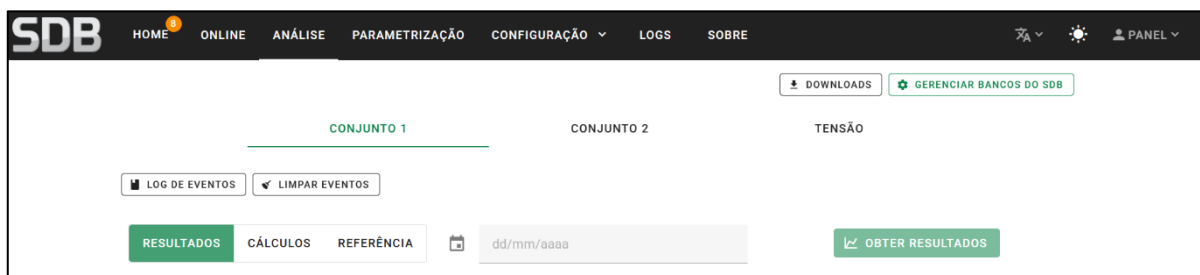 SDB HOME 8 ONLINE ANÁLISE PARAMETRIZAÇÃO CONFIGURAÇÃO LOGS SOBRE PANEL
DOWNLOADS GERENCIAR BANCOS DO SDB
CONJUNTO 1 CONJUNTO 2 TENSÃO
LOG DE EVENTOS LIMPAR EVENTOS
RESULTADOS CÁLCULOS REFERÊNCIA dd/mm/aaaa OBTER RESULTADOS